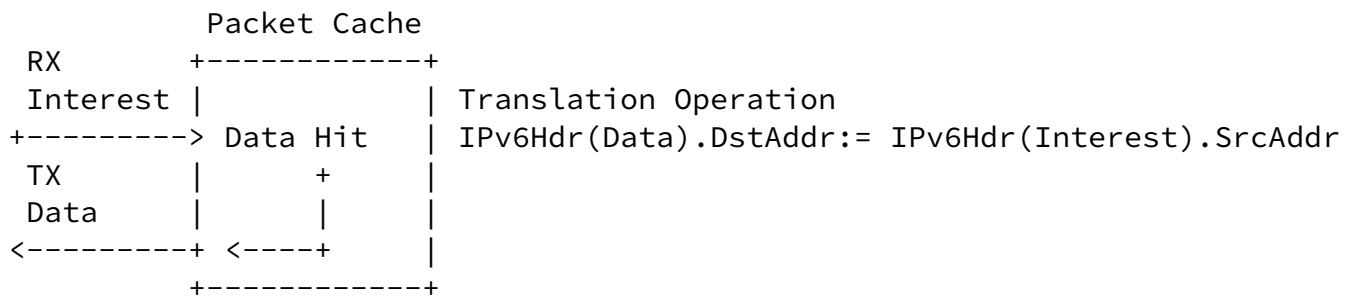 Packet Cache
 RX         +------------+
 Interest |              | Translation Operation
+---------> Data Hit     | IPv6Hdr(Data).DstAddr:= IPv6Hdr(Interest).SrcAddr
 TX         |      +     |
 Data       |      |     |
<---------+ <----+       |
            +------------+